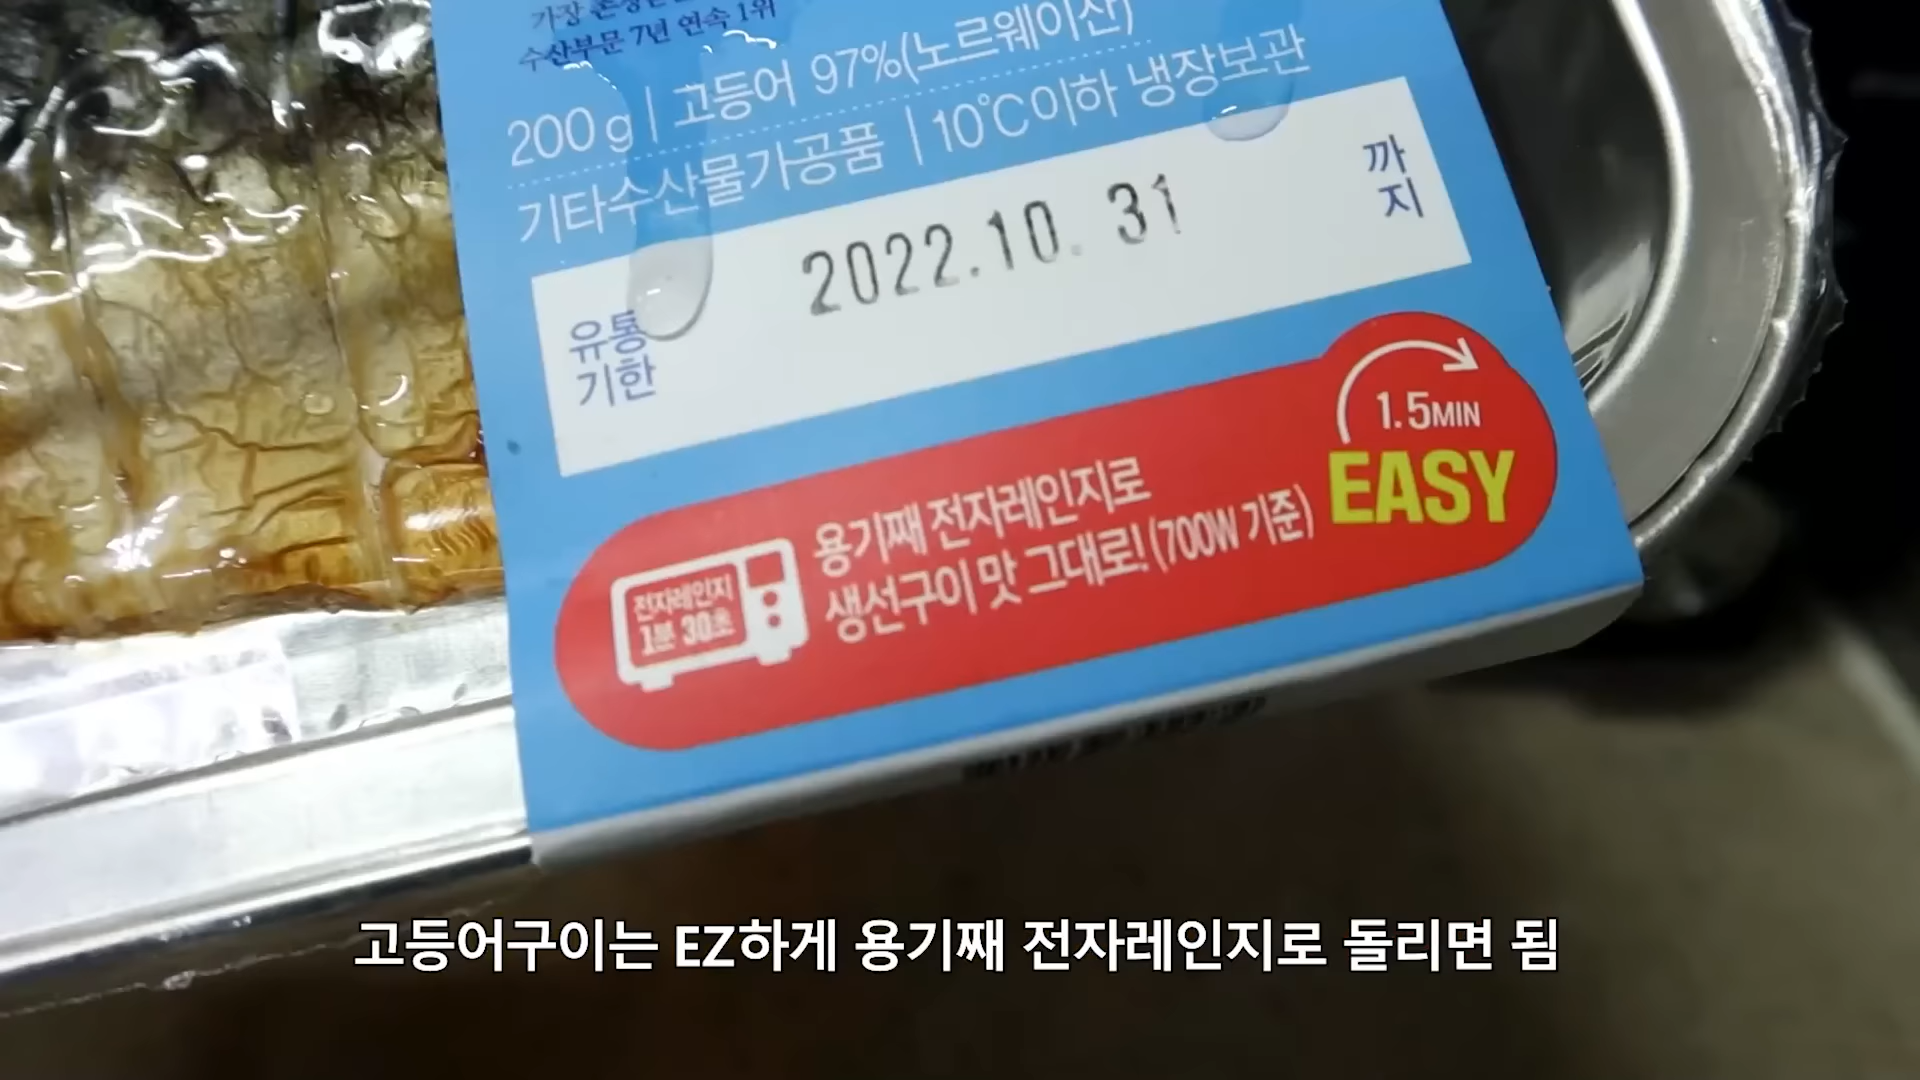 수산부문 7년 연속 1위
200g | 고등어 97%(노르웨이산)
기타수산물가공품 | 10℃이하 냉장보관
유통
기한
2022.10.31
까
지
1.5MIN
EASY
전자레인지
1분 30초
용기째 전자레인지로
생선구이 맛 그대로! (700W 기준)
고등어구이는 EZ하게 용기째 전자레인지로 돌리면 됨